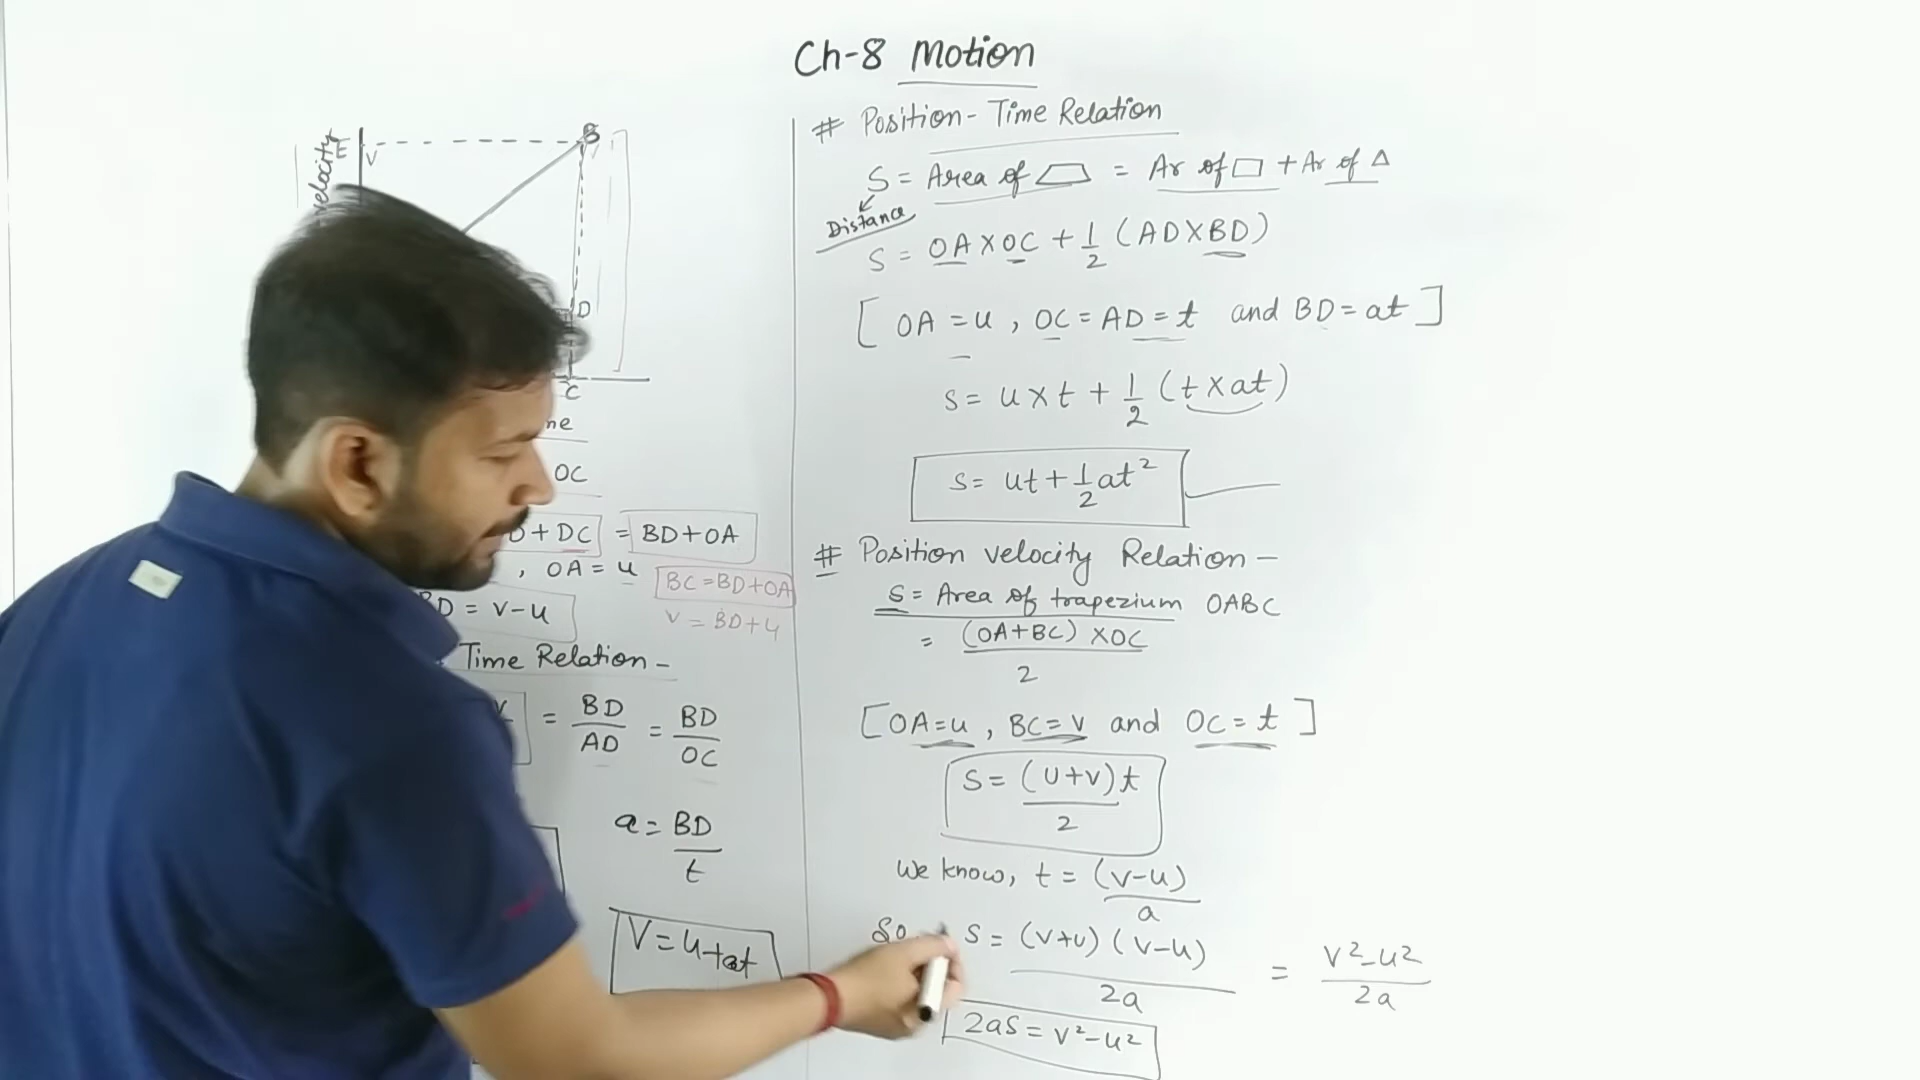 Ch-8 Motion
velocity
E
V
B
D
C
OC
+ DC = BD+OA
, OA = u
BC = BD+OA
BD = v-u
v = BD+u
Time Relation -
= BD/AD = BD/OC
a = BD/t
V = u+at
# Position-Time Relation
S = Area of ▱ = Ar of □ + Ar of Δ
Distance
S = OA X OC + 1/2 (AD X BD)
[ OA = u , OC = AD = t and BD = at ]
s = u x t + 1/2 (t x at)
s = ut + 1/2 at²
# Position velocity Relation -
S = Area of trapezium OABC
= (OA+BC) XOC / 2
[OA=u , BC=v and OC=t ]
S = (u+v)t / 2
We know, t = (v-u) / a
So, s = (v+u) (v-u) / 2a = v²-u² / 2a
2as = v²-u²